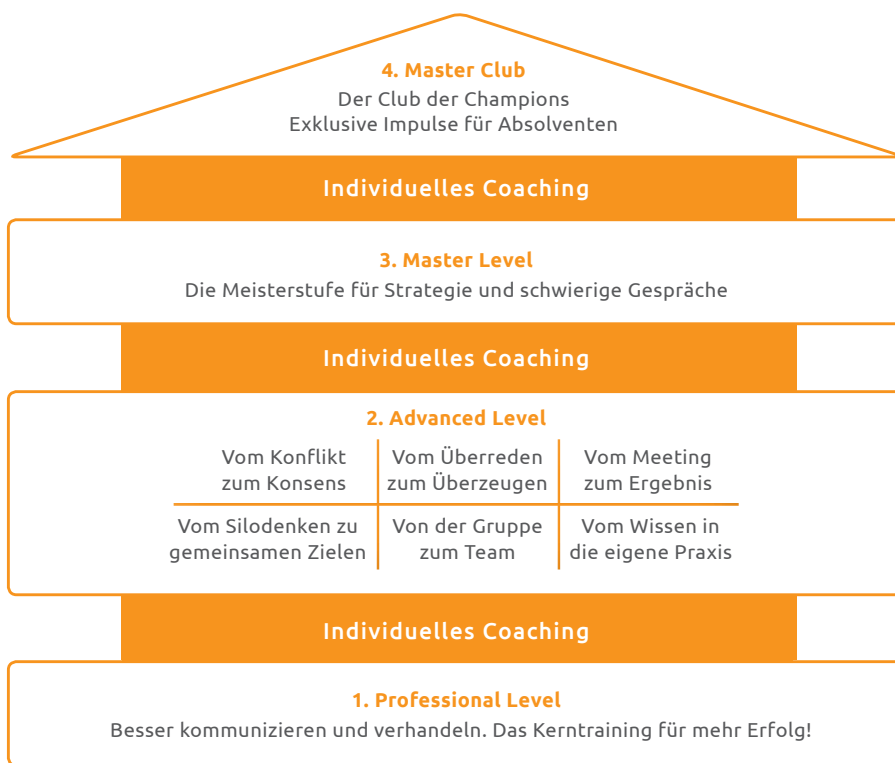 4. Master Club
Der Club der Champions
Exklusive Impulse für Absolventen
Individuelles Coaching
3. Master Level
Die Meisterstufe für Strategie und schwierige Gespräche
Individuelles Coaching
2. Advanced Level
Vom Konflikt
zum Konsens
Vom Überreden
zum Überzeugen
Vom Meeting
zum Ergebnis
Vom Silodenken zu
gemeinsamen Zielen
Von der Gruppe
zum Team
Vom Wissen in
die eigene Praxis
Individuelles Coaching
1. Professional Level
Besser kommunizieren und verhandeln. Das Kerntraining für mehr Erfolg!